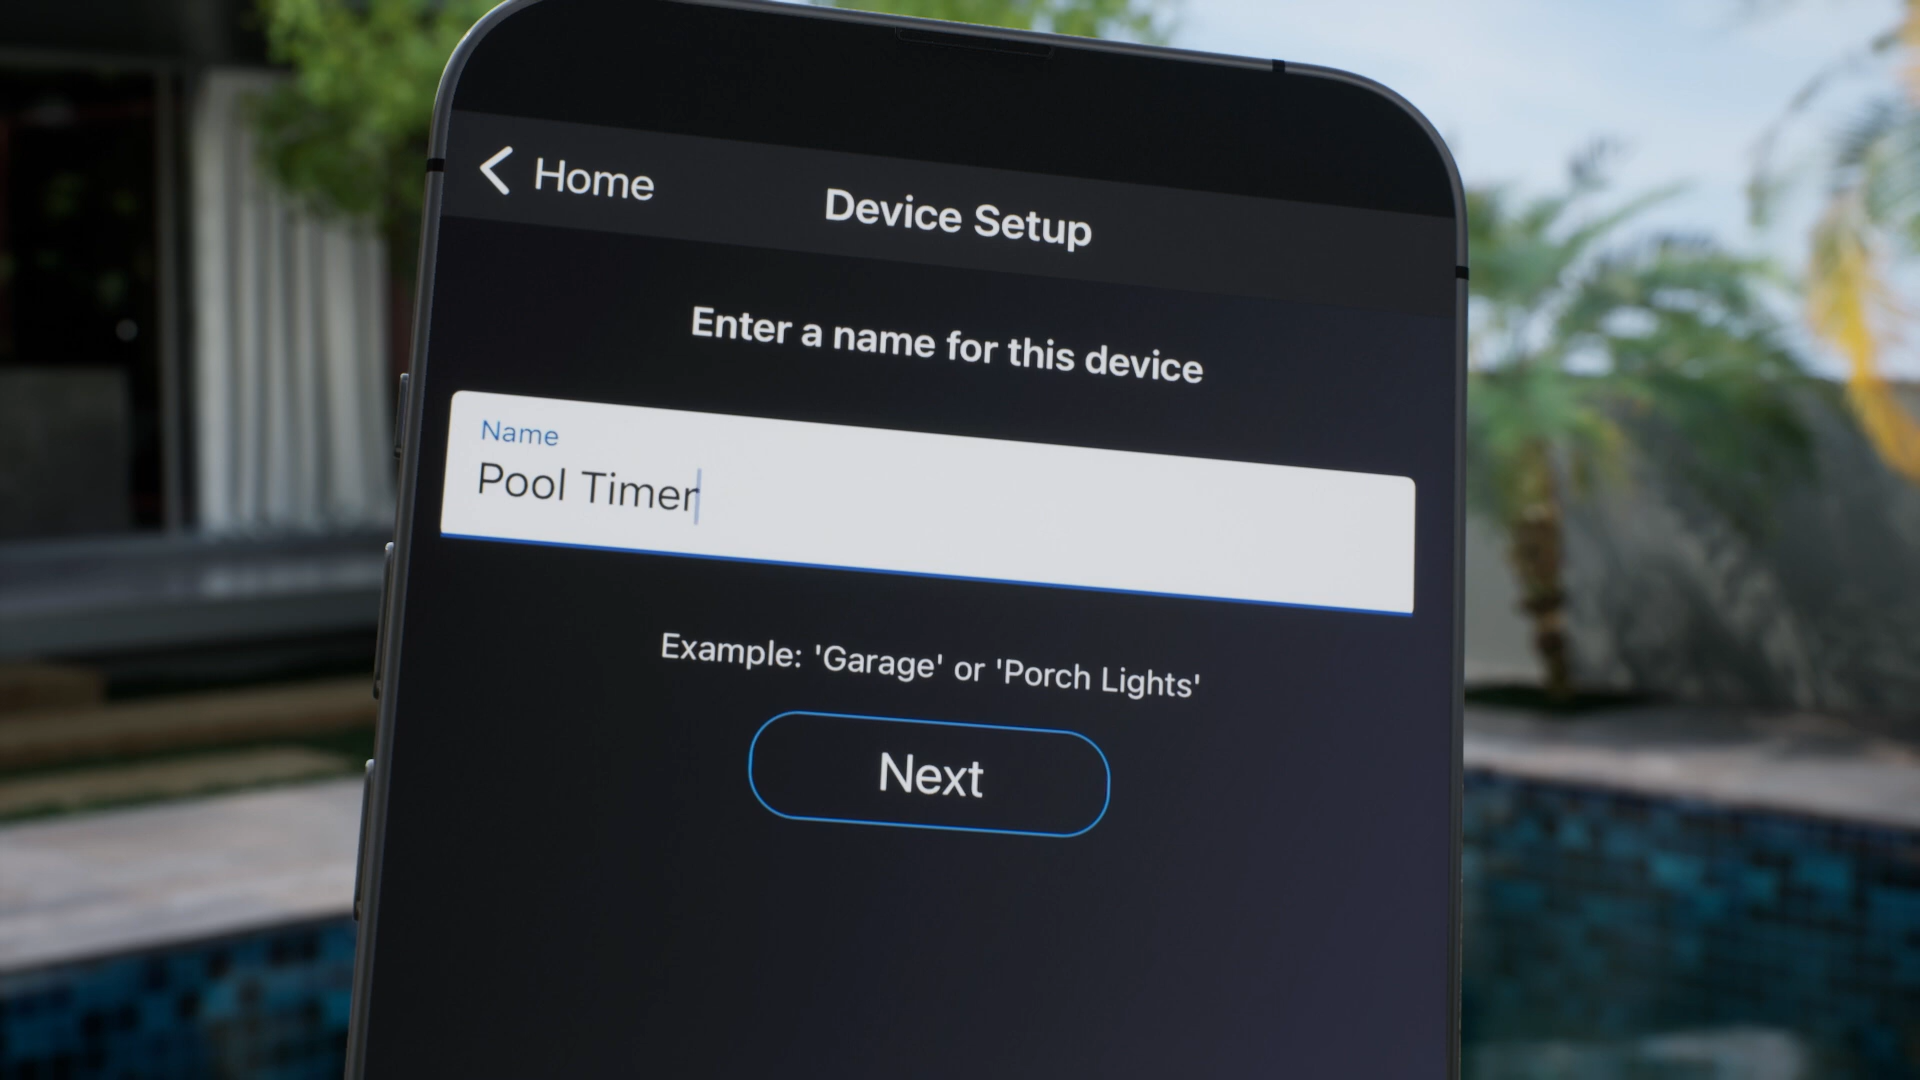 Home
Device Setup
Enter a name for this device
Name
Pool Timer
Example: 'Garage' or 'Porch Lights'
Next